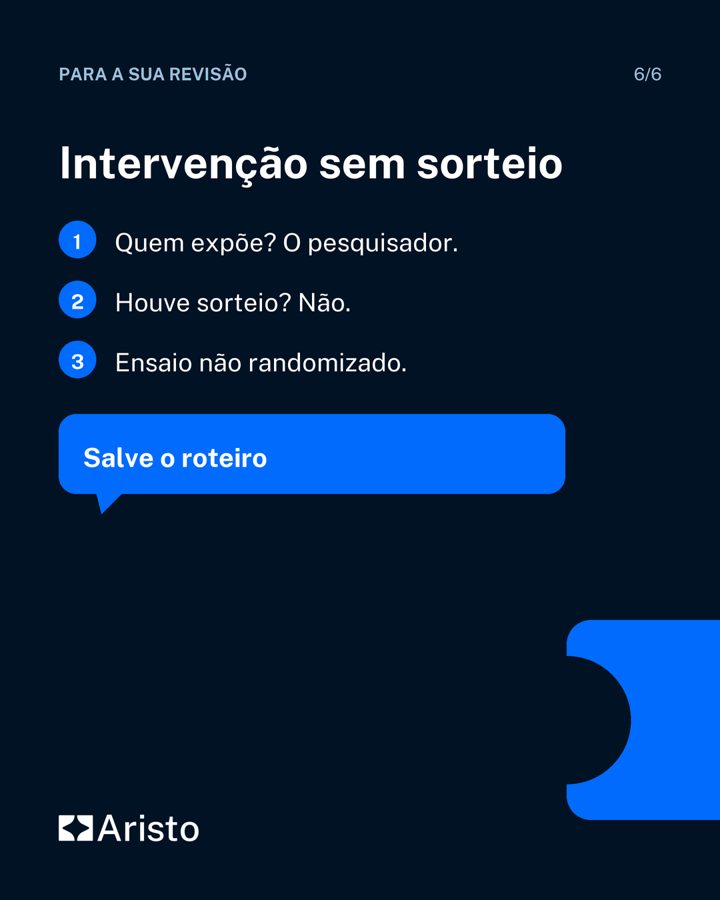 PARA A SUA REVISÃO
6/6
Intervenção sem sorteio
1 Quem expõe? O pesquisador.
2 Houve sorteio? Não.
3 Ensaio não randomizado.
Salve o roteiro
Aristo